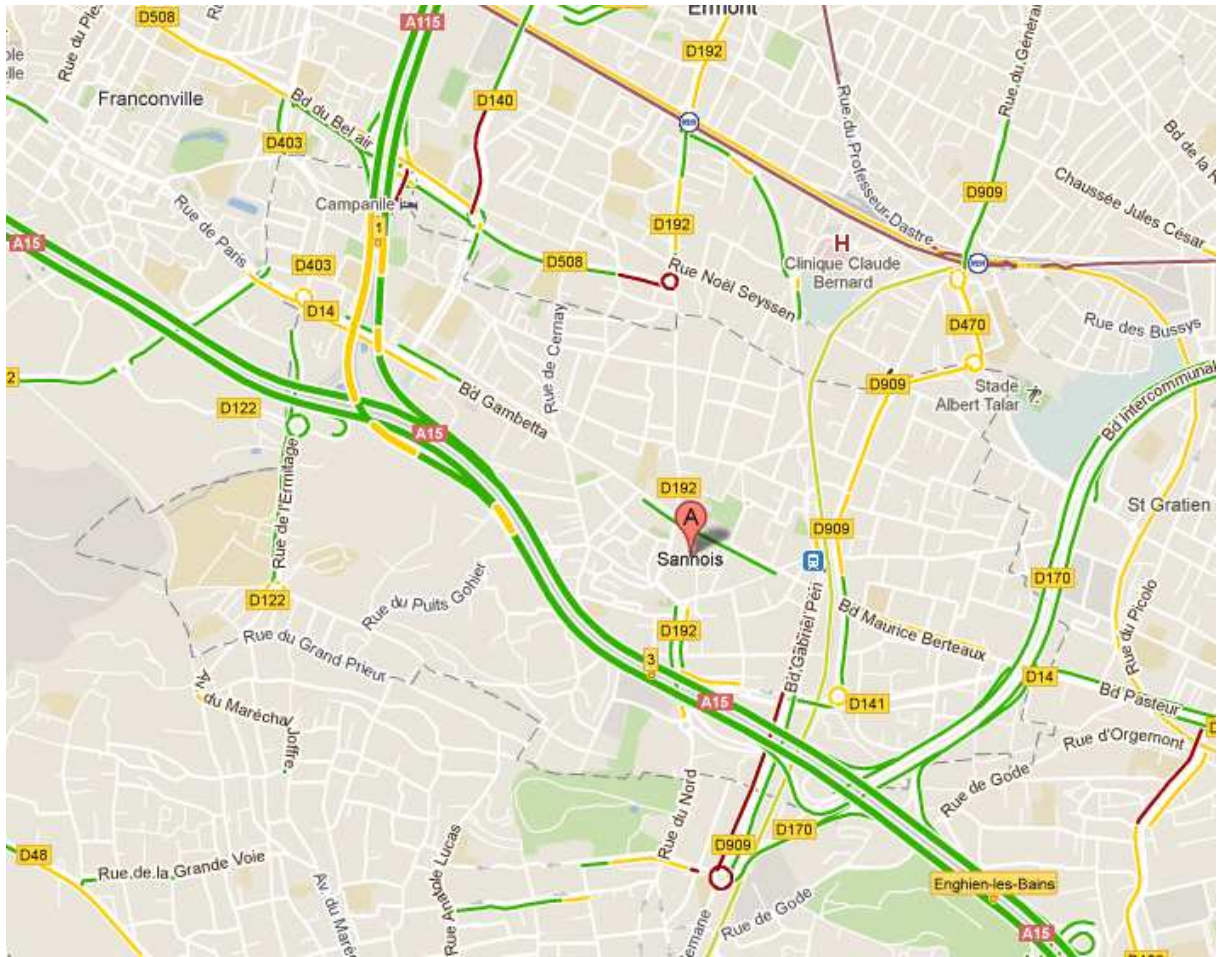 Ermont
D508
A115
D192
Rue du Ple
Rue du Général
Franconville
D140
Bd du Bel air
D403
Rue du Professeur Dastre
Bd de la R
Chaussée Jules César
D909
Campanile
Rue de Paris
D192
H
Clinique Claude
Bernard
A15
D403
D508
Rue Noël Seyssen
D14
Rue de Cernay
D470
Rue des Bussys
2
D909
Stade
Albert Talar
Bd Intercommunal
D122
Bd Gambetta
A15
Rue de l'Ermitage
D192
A
St Gratien
D909
Sannois
D170
D122
Rue du Puits Gohier
Bd Gabriel Péri
Bd Maurice Berteaux
Rue du Picolo
Rue du Grand Prieur
D192
3
D14
Av. du Maréchal Joffre
A15
D141
Bd Pasteur
D
Rue d'Orgemont
Rue de Gode
Rue du Nord
D170
D48
Rue de la Grande Voie
D909
Rue Anatole Lucas
Av. du Maréc
Enghien-les-Bains
Rue de Gode
emane
A15